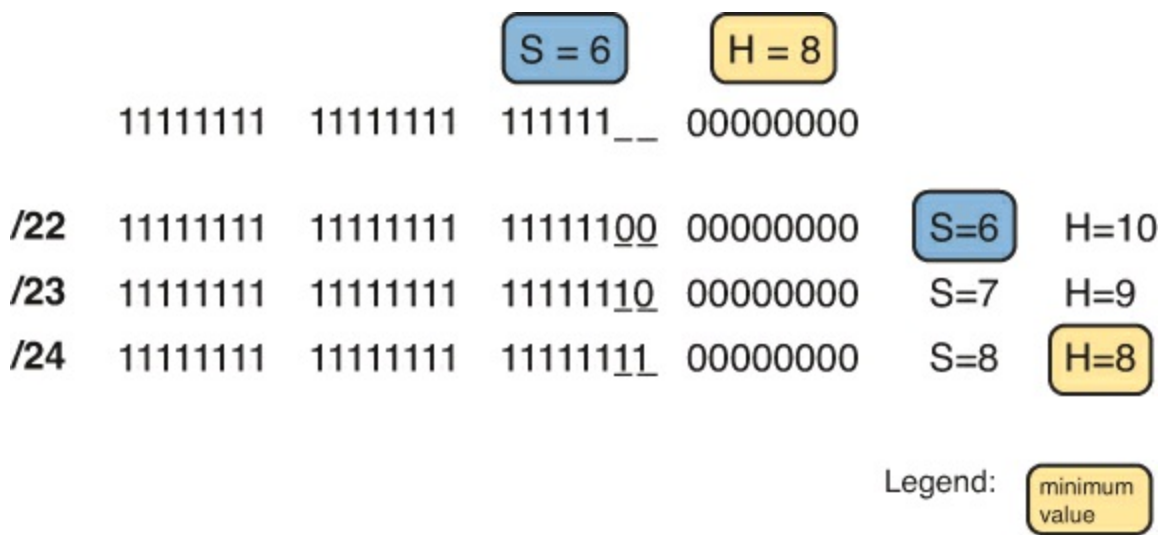 S = 6 H = 8
11111111 11111111 111111_ _ 00000000
/22 11111111 11111111 11111100 00000000 S=6 H=10
/23 11111111 11111111 11111110 00000000 S=7 H=9
/24 11111111 11111111 11111111 00000000 S=8 H=8
Legend: minimum
value